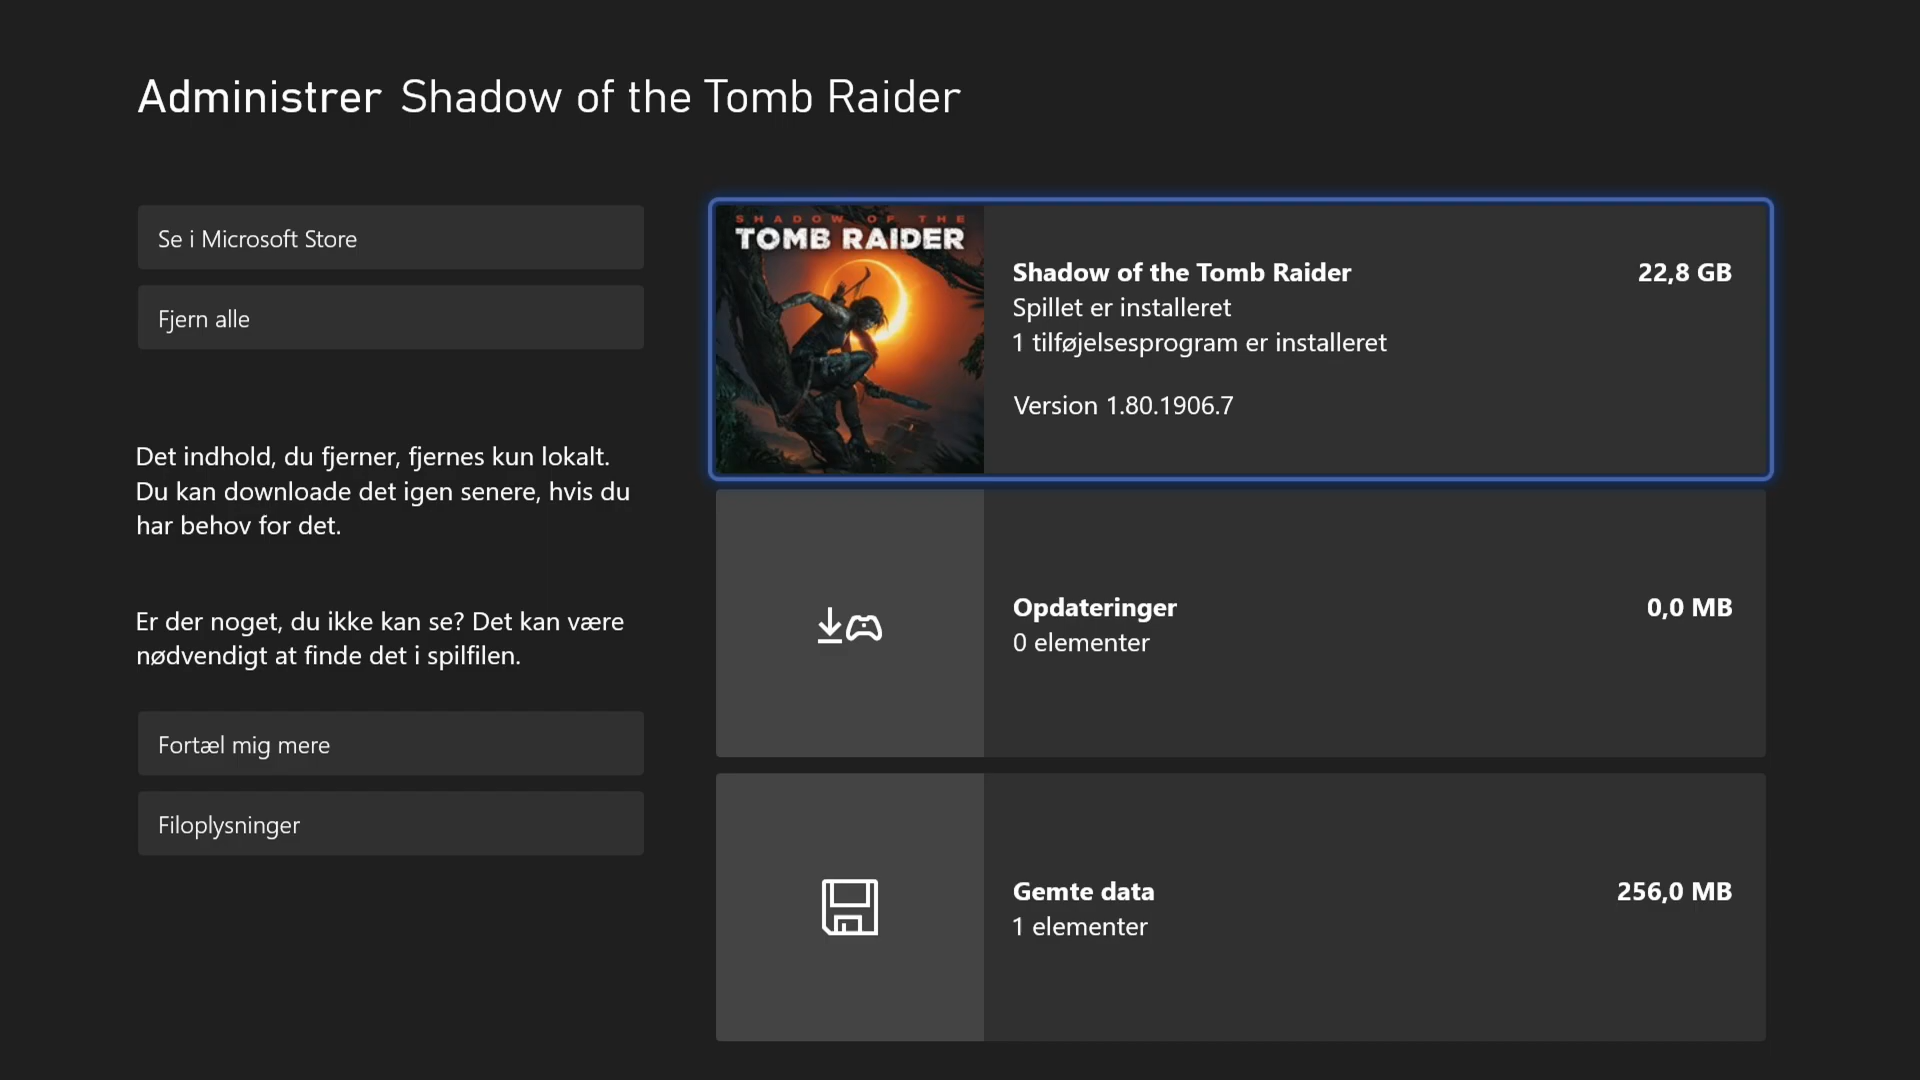 Administrer Shadow of the Tomb Raider
Se i Microsoft Store
Fjern alle
Det indhold, du fjerner, fjernes kun lokalt.
Du kan downloade det igen senere, hvis du
har behov for det.
Er der noget, du ikke kan se? Det kan være
nødvendigt at finde det i spilfilen.
Fortæl mig mere
Filoplysninger
SHADOW OF THE
TOMB RAIDER
Shadow of the Tomb Raider 22,8 GB
Spillet er installeret
1 tilføjelsesprogram er installeret
Version 1.80.1906.7
Opdateringer 0,0 MB
0 elementer
Gemte data 256,0 MB
1 elementer